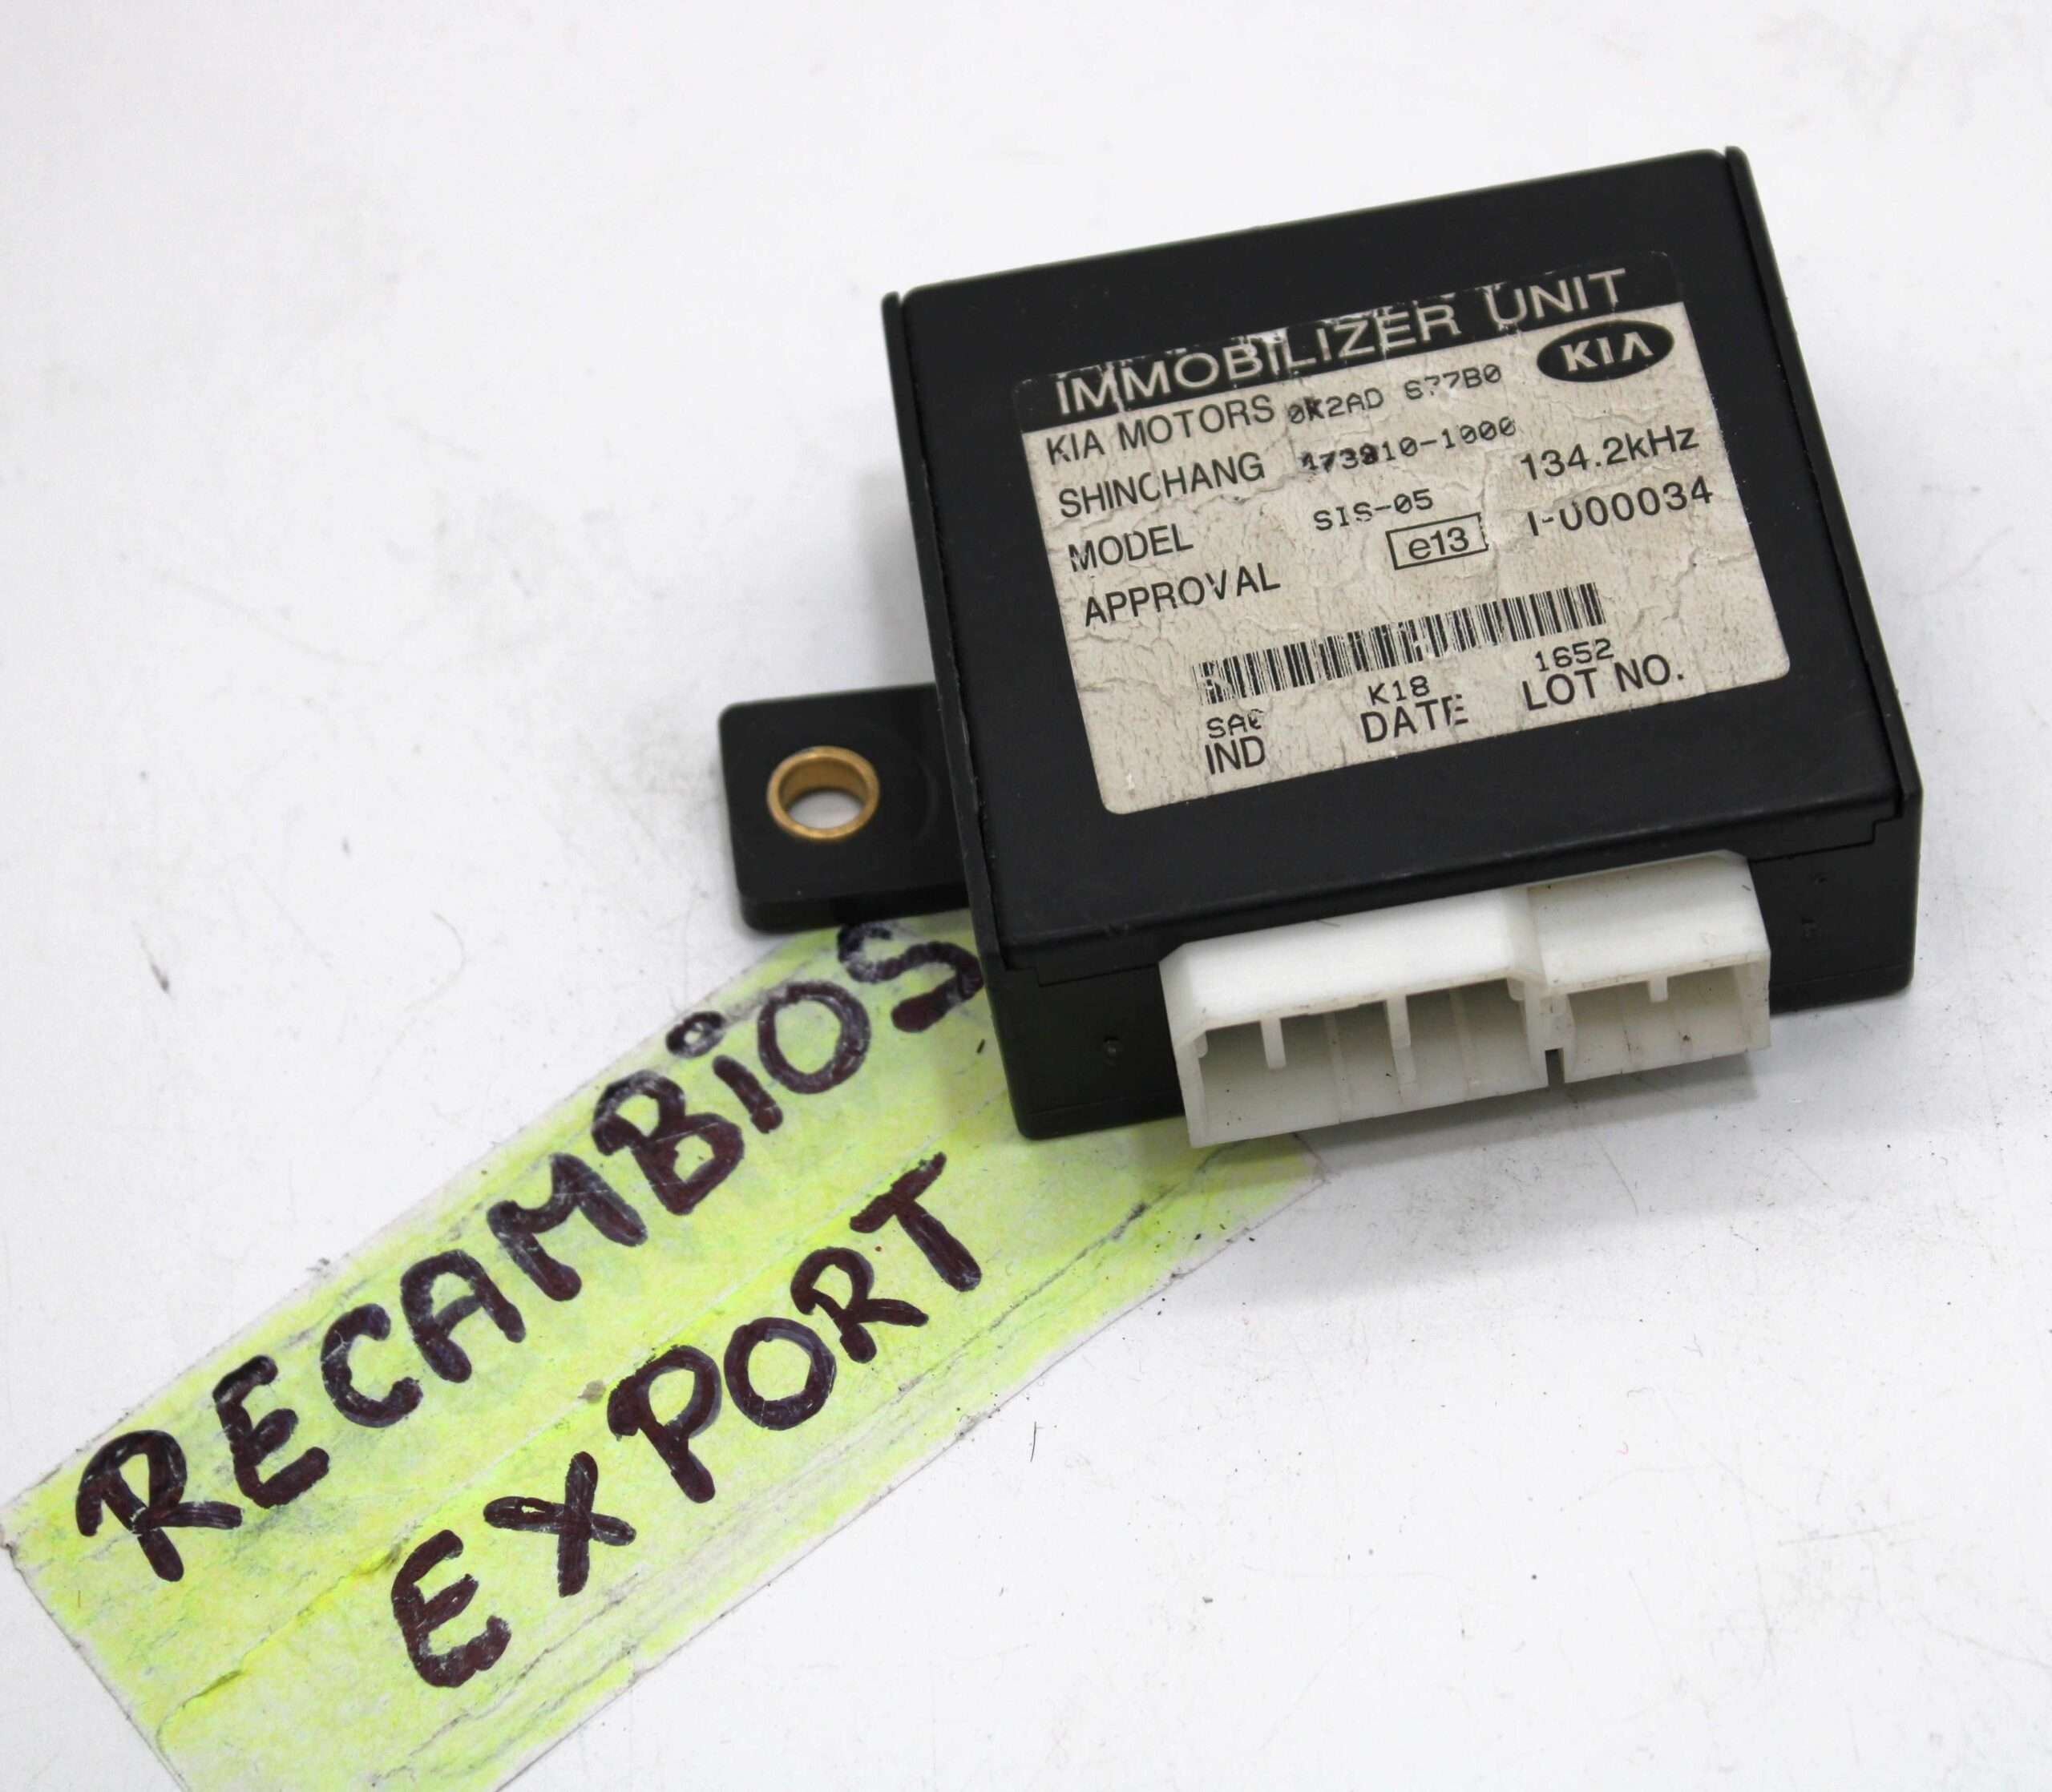 IMMOBILIZER UNIT
KIA MOTORS 0K2AD 677B0 KIA
SHINCHANG 473910-1000
MODEL SIS-05 134.2kHz
APPROVAL e13 I-000034
SA0 K18 1652
IND DATE LOT NO.
RECAMBiOS
EXPORT